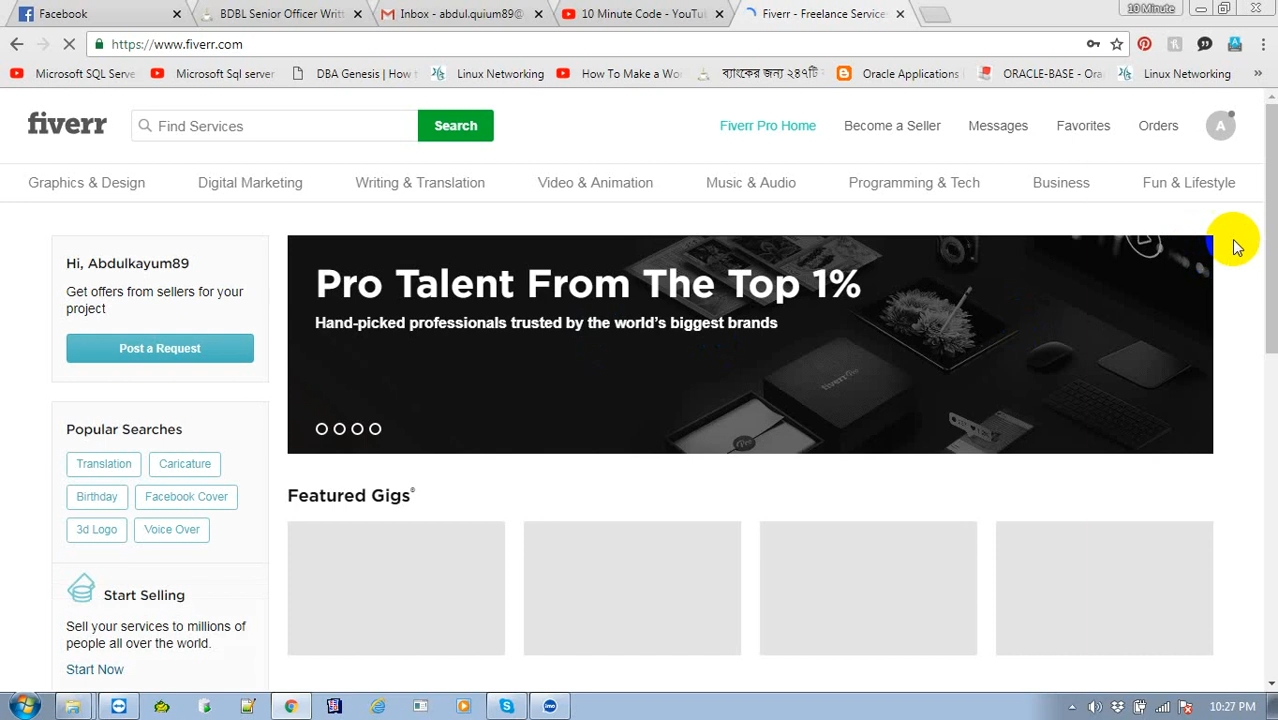 Facebook
BDBL Senior Officer Writt
Inbox - abdul.quium89@
10 Minute Code - YouTu
Fiverr - Freelance Service
10 Minute
https://www.fiverr.com
Microsoft SQL Serve
Microsoft Sql server
DBA Genesis | How t
Linux Networking
How To Make a Wo
ব্যাংকের জন্য ২৪৭টি
Oracle Applications
ORACLE-BASE - Ora
Linux Networking
fiverr
Find Services
Search
Fiverr Pro Home
Become a Seller
Messages
Favorites
Orders
A
Graphics & Design
Digital Marketing
Writing & Translation
Video & Animation
Music & Audio
Programming & Tech
Business
Fun & Lifestyle
Hi, Abdulkayum89
Get offers from sellers for your
project
Post a Request
Pro Talent From The Top 1%
Hand-picked professionals trusted by the world's biggest brands
Popular Searches
Translation
Caricature
Birthday
Facebook Cover
3d Logo
Voice Over
Featured Gigs®
Start Selling
Sell your services to millions of
people all over the world.
Start Now
10:27 PM